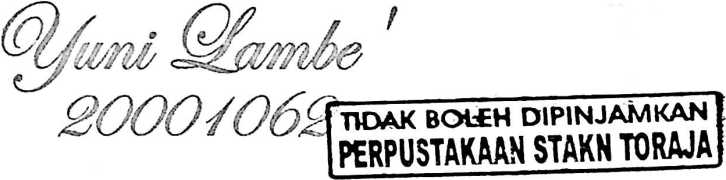 Yuni Lambe'
20001062
TIDAK BOLEH DIPINJAMKAN
PERPUSTAKAAN STAKN TORAJA